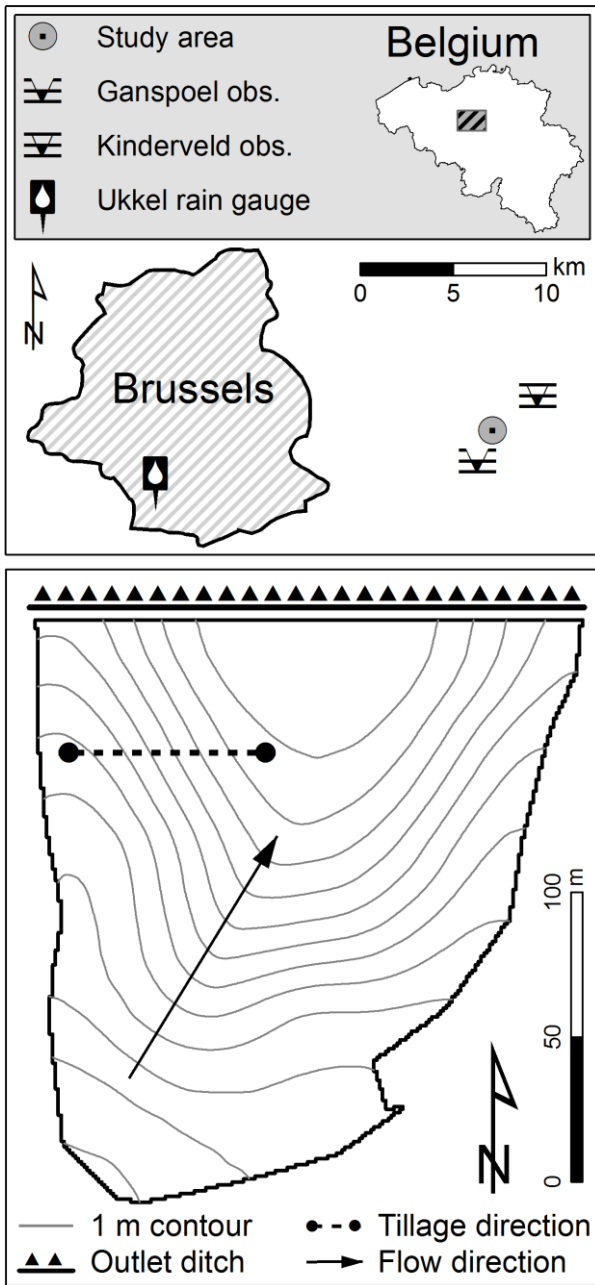 Study area
Belgium
Ganspoel obs.
Kinderveld obs.
Ukkel rain gauge
km
0 5 10
N
Brussels
100 m
50
0
N
1 m contour
Tillage direction
Outlet ditch
Flow direction